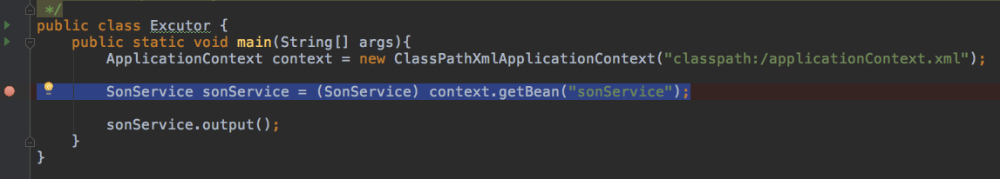 */
public class Excutor {
public static void main(String[] args){
ApplicationContext context = new ClassPathXmlApplicationContext("classpath:/applicationContext.xml");
SonService sonService = (SonService) context.getBean("sonService");
sonService.output();
}
}